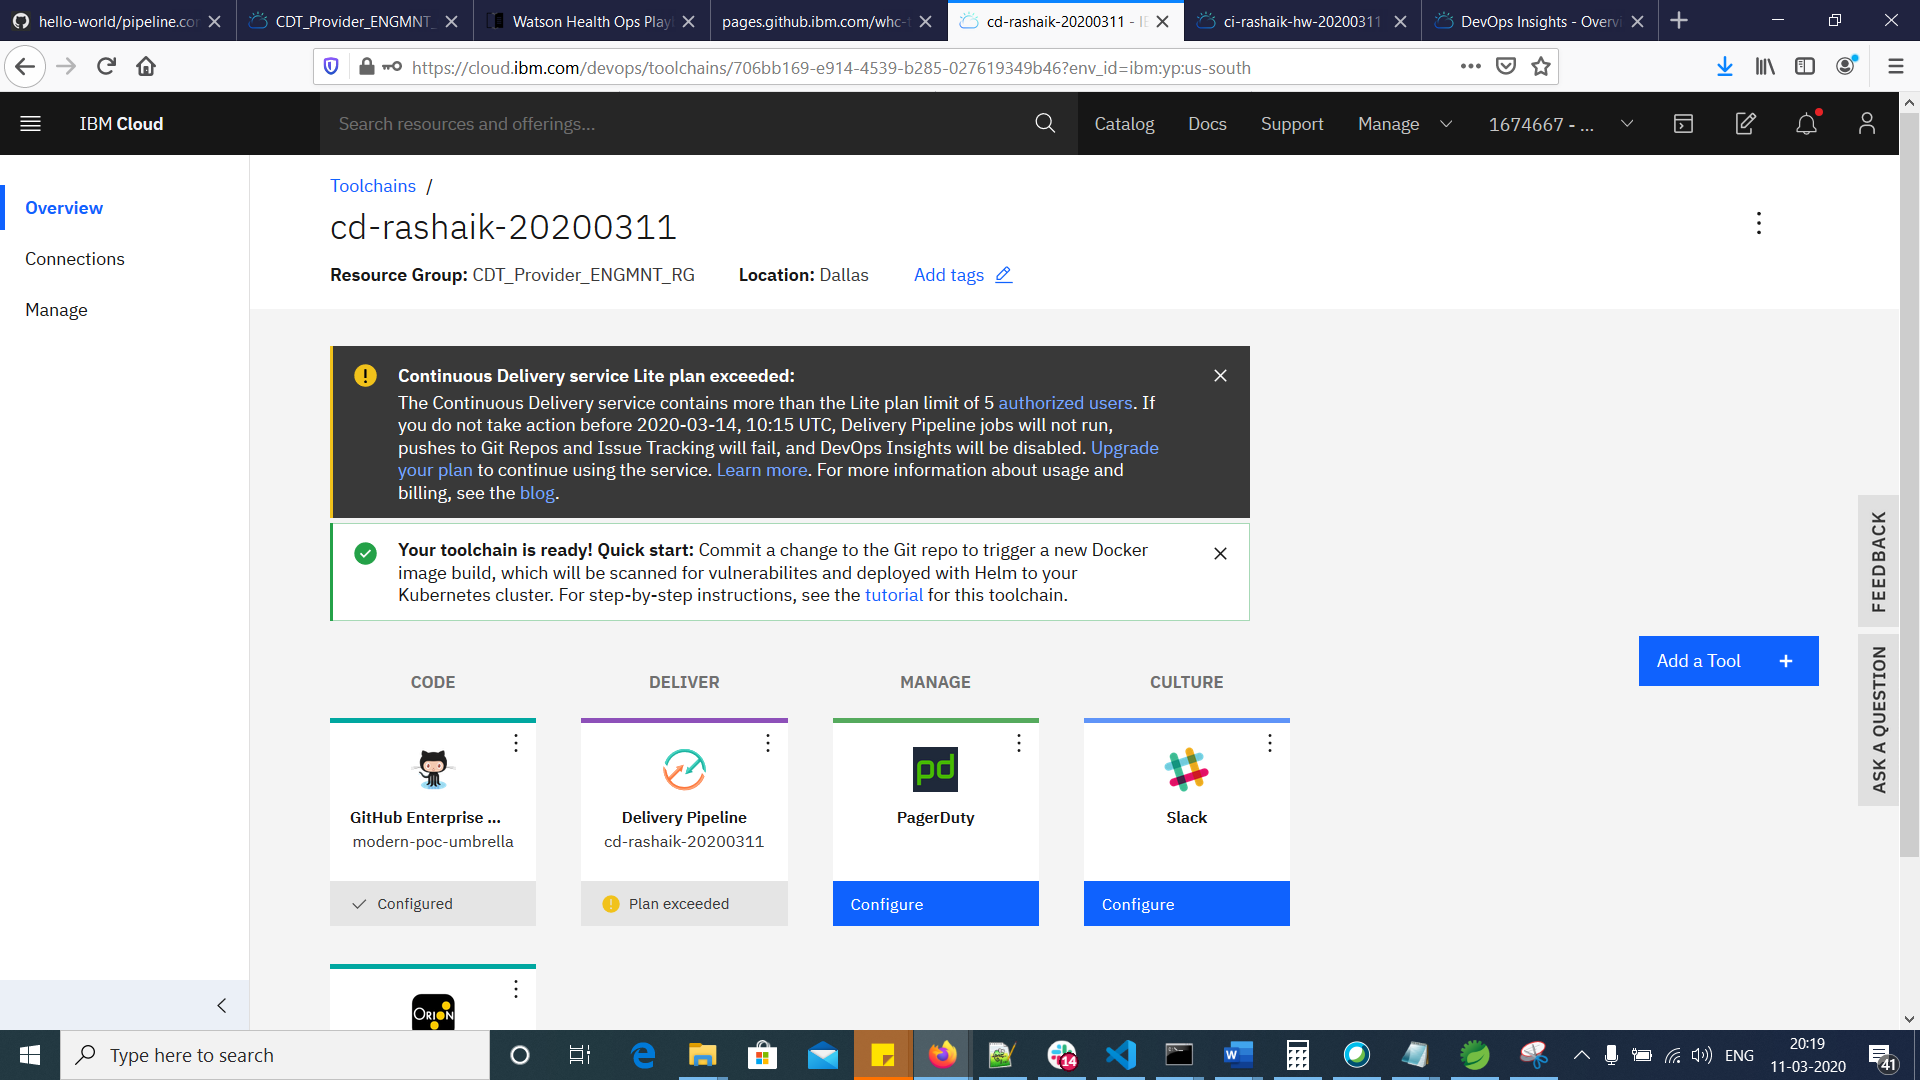 hello-world/pipeline.co
CDT_Provider_ENGMNT_
Watson Health Ops Play
pages.github.ibm.com/whc-
cd-rashaik-20200311 - I
ci-rashaik-hw-20200311
DevOps Insights - Overvi
https://cloud.ibm.com/devops/toolchains/706bb169-e914-4539-b285-027619349b46?env_id=ibm:yp:us-south
IBM Cloud
Search resources and offerings...
Catalog
Docs
Support
Manage
1674667 - ...
Overview
Connections
Manage
Toolchains /
cd-rashaik-20200311
Resource Group: CDT_Provider_ENGMNT_RG
Location: Dallas
Add tags
Continuous Delivery service Lite plan exceeded:
The Continuous Delivery service contains more than the Lite plan limit of 5 authorized users. If
you do not take action before 2020-03-14, 10:15 UTC, Delivery Pipeline jobs will not run,
pushes to Git Repos and Issue Tracking will fail, and DevOps Insights will be disabled. Upgrade
your plan to continue using the service. Learn more. For more information about usage and
billing, see the blog.
Your toolchain is ready! Quick start: Commit a change to the Git repo to trigger a new Docker
image build, which will be scanned for vulnerabilites and deployed with Helm to your
Kubernetes cluster. For step-by-step instructions, see the tutorial for this toolchain.
FEEDBACK
ASK A QUESTION
Add a Tool +
CODE
DELIVER
MANAGE
CULTURE
GitHub Enterprise ...
modern-poc-umbrella
Configured
Delivery Pipeline
cd-rashaik-20200311
Plan exceeded
pd
PagerDuty
Configure
Slack
Configure
ORION
Type here to search
14
ENG
20:19
11-03-2020
41